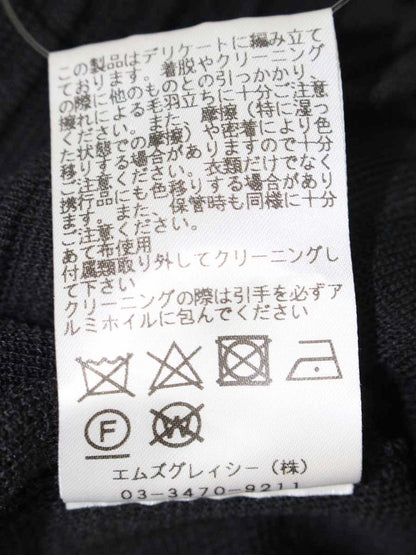 この製品はデリケートに編み立て
ております。着脱やクリーニング
の際に他のものとの引っかかり、
擦れによる毛羽立ちに十分ご注意
ください。また、摩擦（特に湿っ
た状態での摩擦）や密着により色
移りする場合がありますので十分
ご注意ください。衣類だけでなく
携行品にも色移りする場合があり
ます。また、保管時も同様に十分
ご注意ください。
あて布使用
付属類取り外してクリーニングし
て下さい
クリーニングの際は引手を必ずア
ルミホイルに包んでください
F W
エムズグレイシー（株）
03-3470-9211